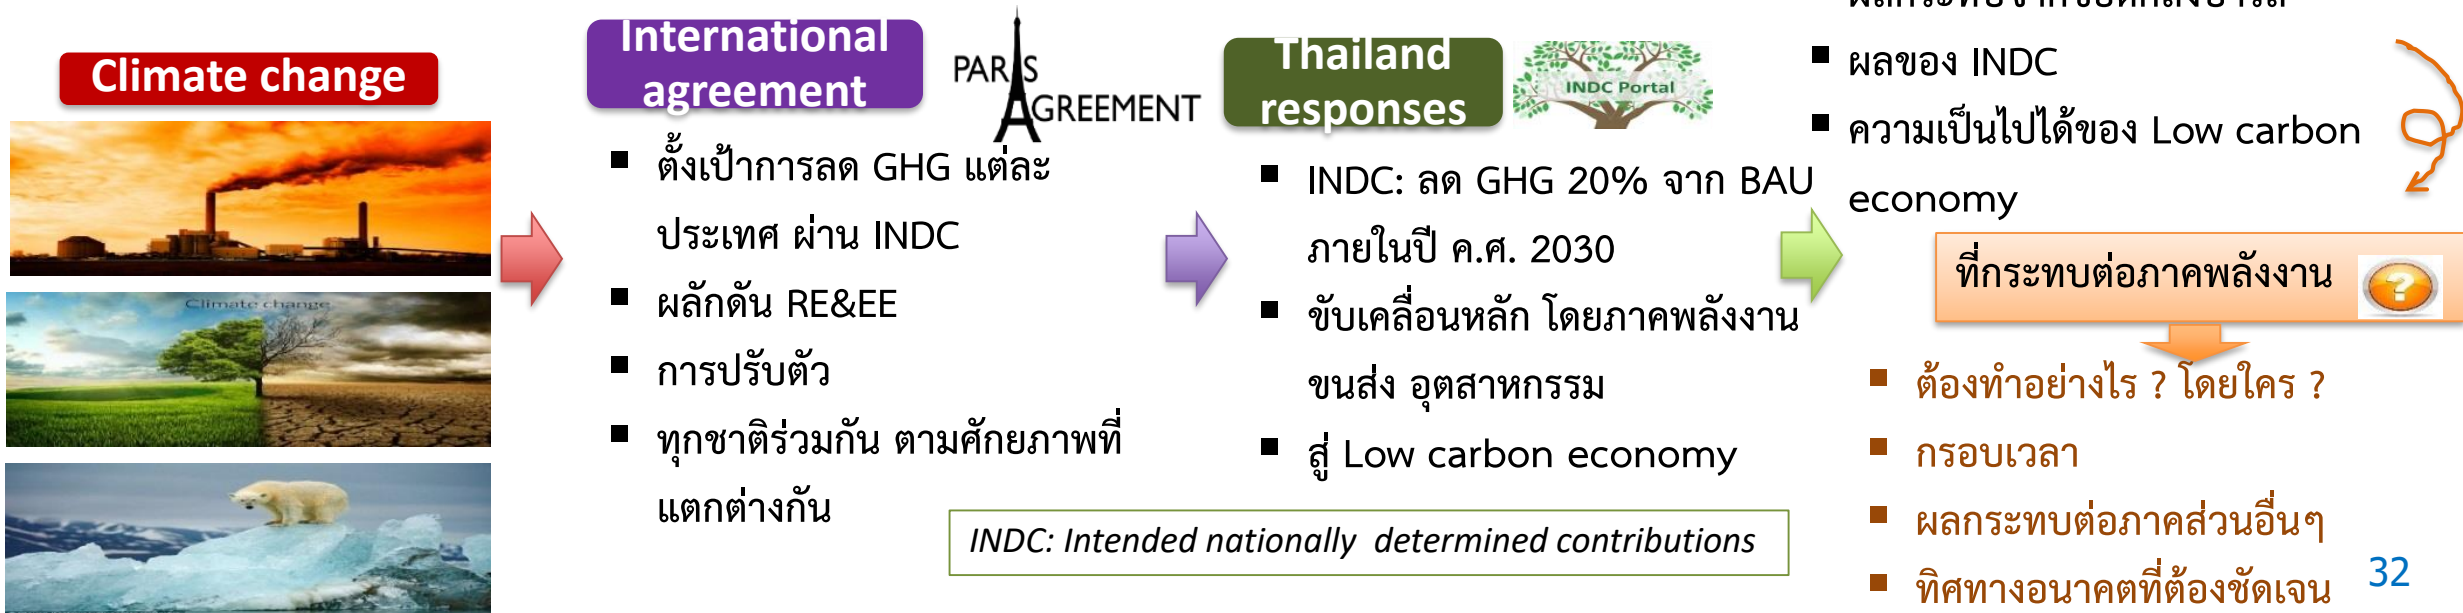 Climate change
Climate change
International
agreement
PARIS
AGREEMENT
■ ตั้งเป้าการลด GHG แต่ละ
ประเทศ ผ่าน INDC
■ ผลักดัน RE&EE
■ การปรับตัว
■ ทุกชาติร่วมกัน ตามศักยภาพที่
แตกต่างกัน
Thailand
responses
INDC Portal
■ INDC: ลด GHG 20% จาก BAU
ภายในปี ค.ศ. 2030
■ ขับเคลื่อนหลัก โดยภาคพลังงาน
ขนส่ง อุตสาหกรรม
■ สู่ Low carbon economy
INDC: Intended nationally determined contributions
■ ผลของ INDC
■ ความเป็นไปได้ของ Low carbon
economy
ที่กระทบต่อภาคพลังงาน
?
■ ต้องทำอย่างไร ? โดยใคร ?
■ กรอบเวลา
■ ผลกระทบต่อภาคส่วนอื่นๆ
■ ทิศทางอนาคตที่ต้องชัดเจน
32